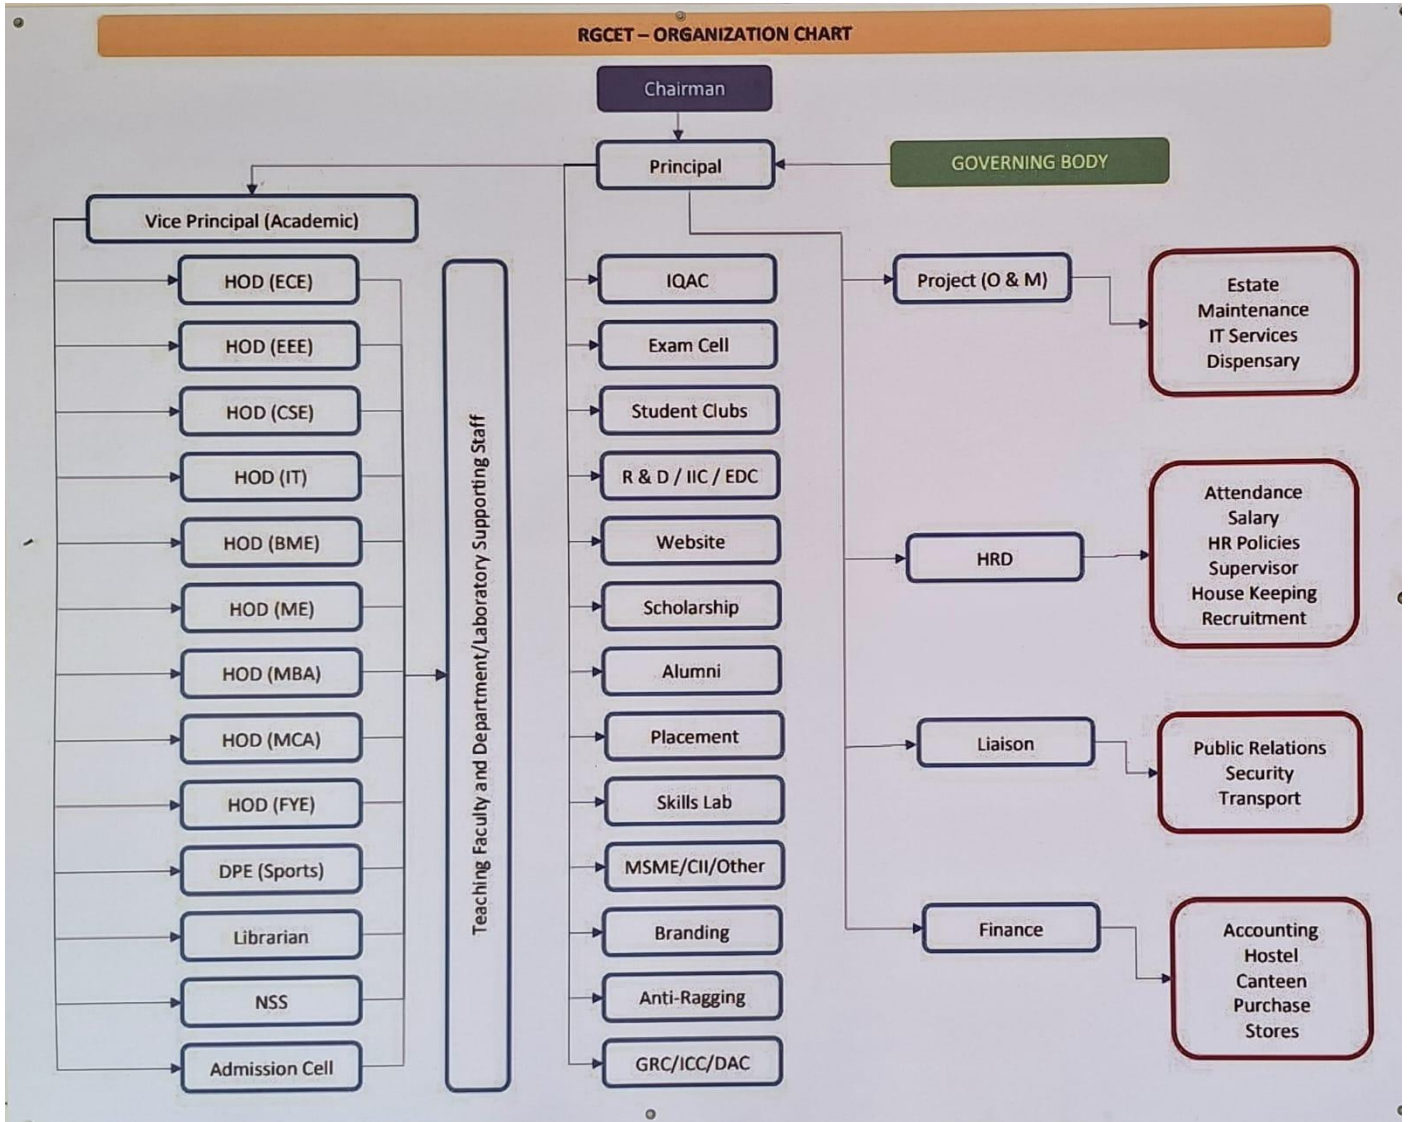 RGCET – ORGANIZATION CHART
Chairman
Principal
GOVERNING BODY
Vice Principal (Academic)
HOD (ECE)
HOD (EEE)
HOD (CSE)
HOD (IT)
HOD (BME)
HOD (ME)
HOD (MBA)
HOD (MCA)
HOD (FYE)
DPE (Sports)
Librarian
NSS
Admission Cell
Teaching Faculty and Department/Laboratory Supporting Staff
IQAC
Exam Cell
Student Clubs
R & D / IIC / EDC
Website
Scholarship
Alumni
Placement
Skills Lab
MSME/CII/Other
Branding
Anti-Ragging
GRC/ICC/DAC
Project (O & M)
Estate
Maintenance
IT Services
Dispensary
HRD
Attendance
Salary
HR Policies
Supervisor
House Keeping
Recruitment
Liaison
Public Relations
Security
Transport
Finance
Accounting
Hostel
Canteen
Purchase
Stores